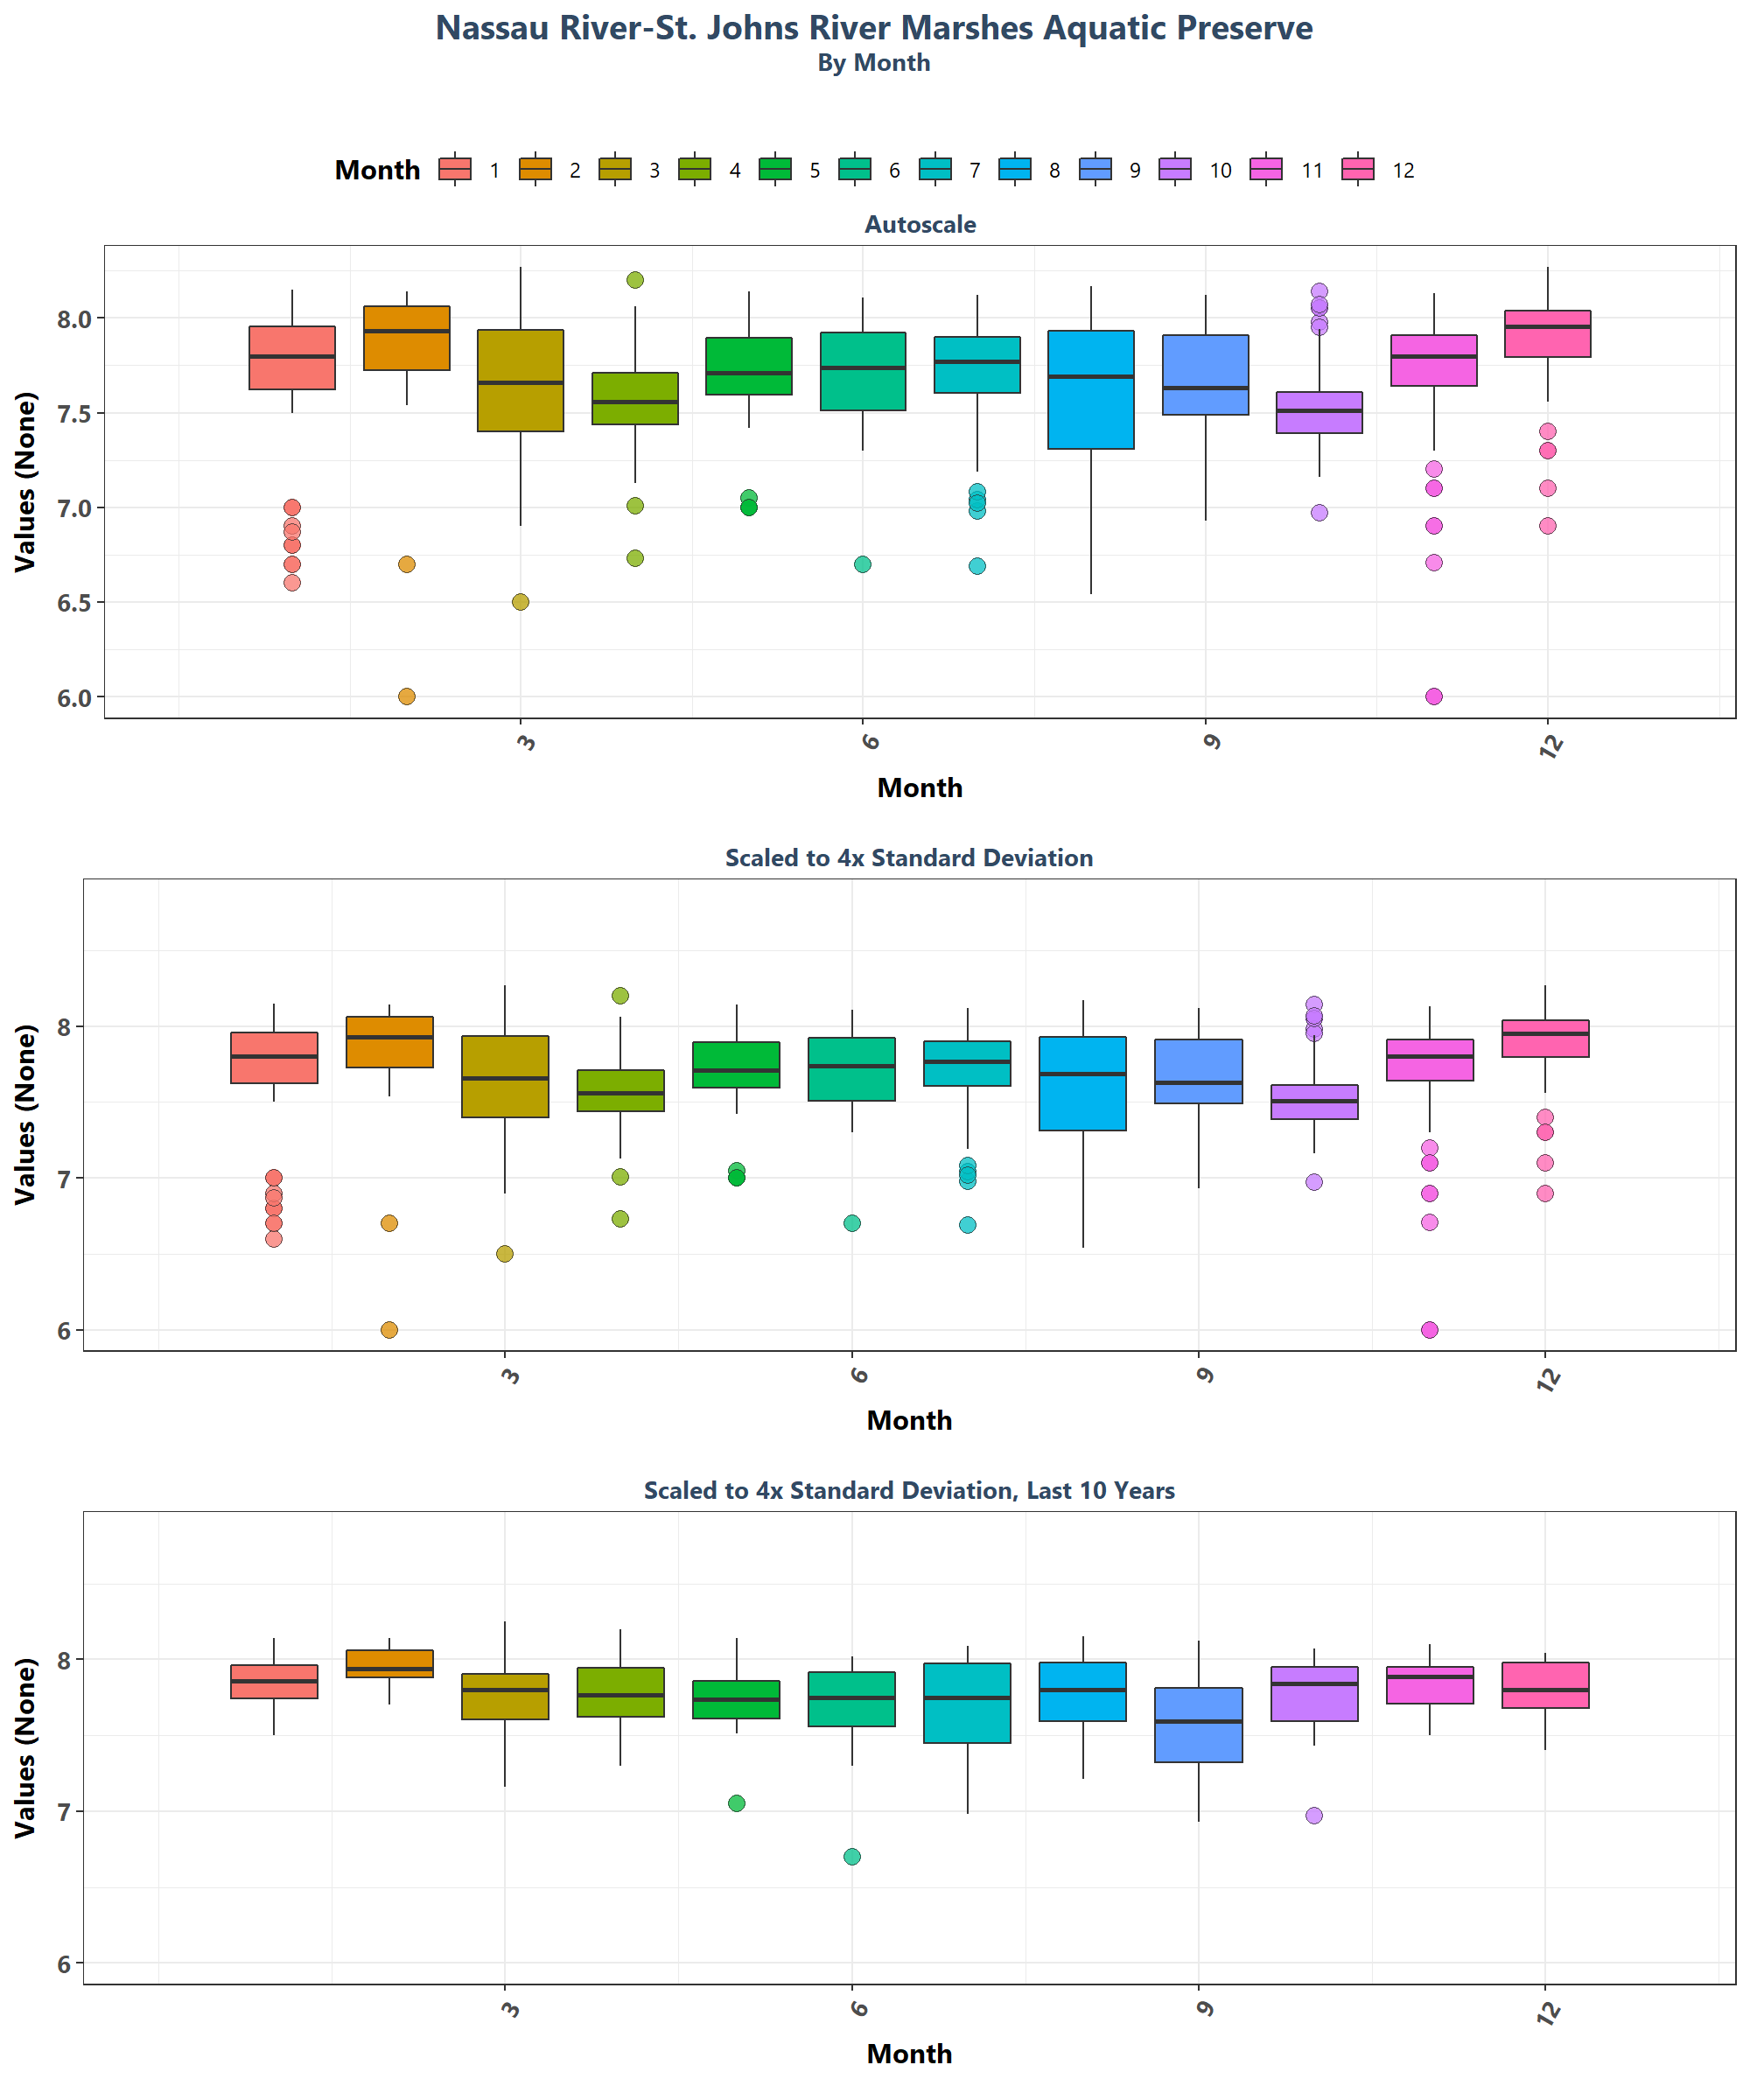 Nassau River-St. Johns River Marshes Aquatic Preserve
By Month
Month 1 2 3 4 5 6 7 8 9 10 11 12
Autoscale
Values (None)
8.0
7.5
7.0
6.5
6.0
3 6 9 12
Month
Scaled to 4x Standard Deviation
Values (None)
8
7
6
3 6 9 12
Month
Scaled to 4x Standard Deviation, Last 10 Years
Values (None)
8
7
6
3 6 9 12
Month